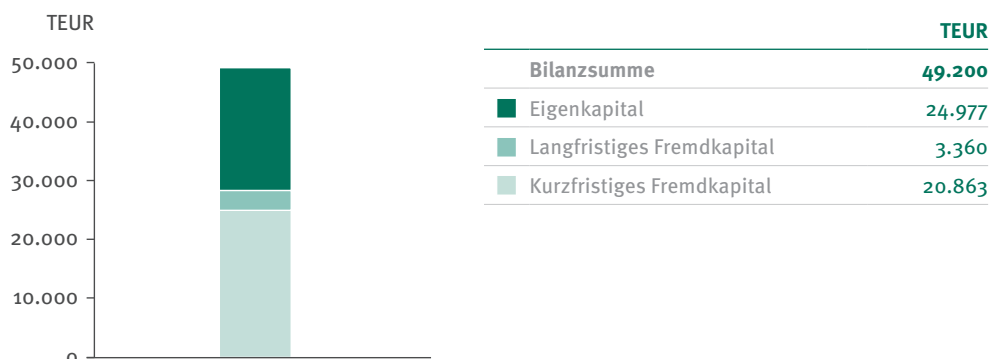 TEUR
50.000
40.000
30.000
20.000
10.000
0
TEUR
Bilanzsumme 49.200
Eigenkapital 24.977
Langfristiges Fremdkapital 3.360
Kurzfristiges Fremdkapital 20.863